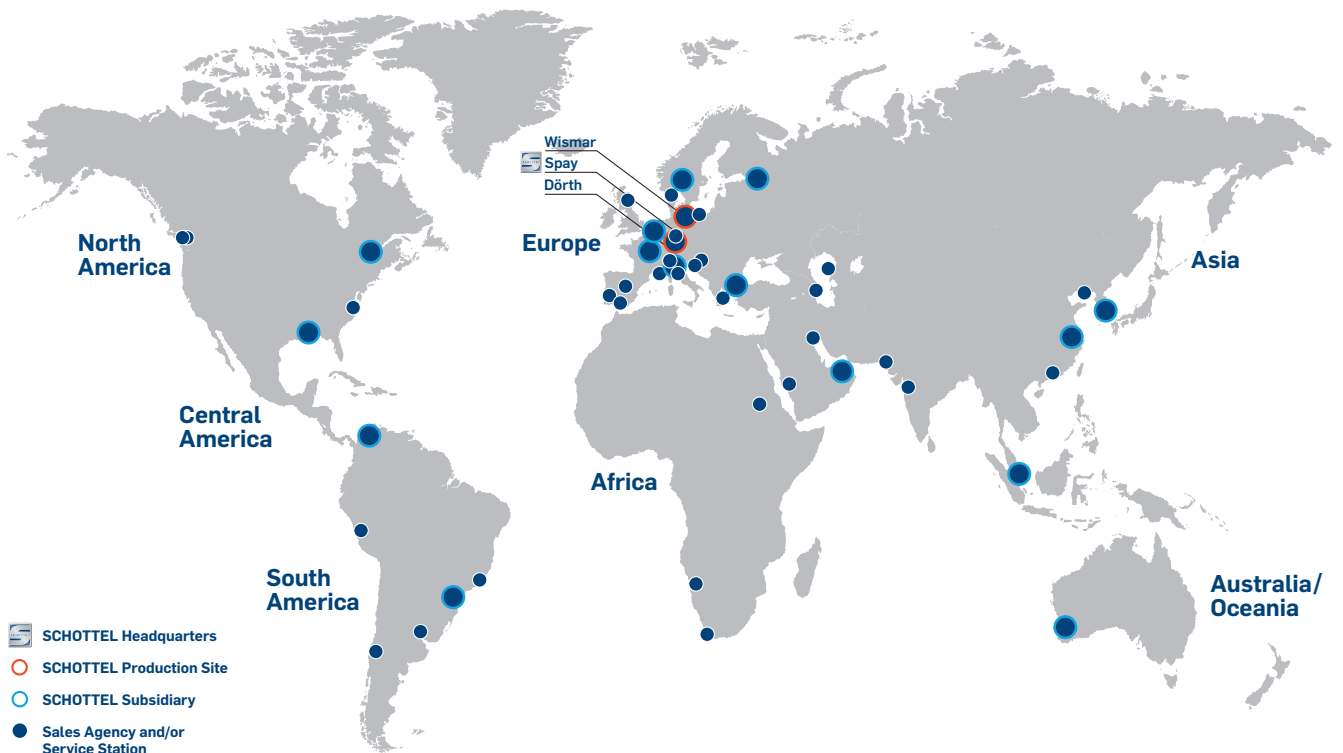 Wismar
Spay
Dörth
North
America
Europe
Asia
Central
America
Africa
South
America
Australia/
Oceania
SCHOTTEL Headquarters
SCHOTTEL Production Site
SCHOTTEL Subsidiary
Sales Agency and/or
Service Station